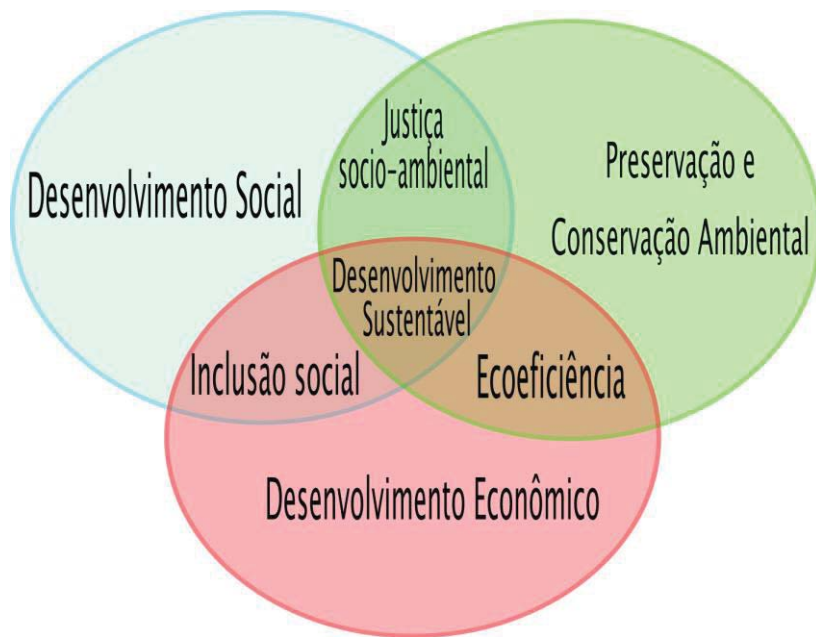 Justiça
socio-ambiental
Desenvolvimento Social
Preservação e
Conservação Ambiental
Desenvolvimento
Sustentável
Inclusão social
Ecoeficiência
Desenvolvimento Econômico